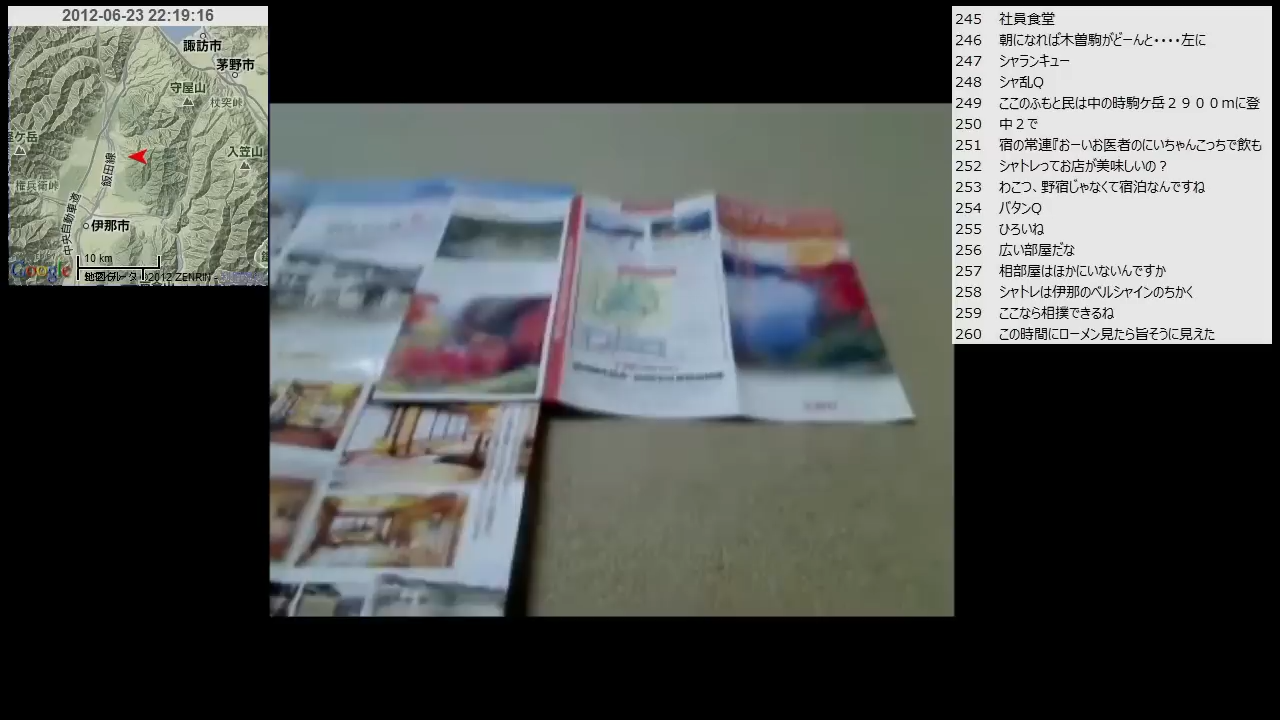 2012-06-23 22:19:16
諏訪市
茅野市
守屋山
杖突峠
入笠山
権兵衛峠
飯田線
中央自動車道
伊那市
10 km
Google
2012 ZENRIN
245 社員食堂
246 朝になれば木曽駒がどーんと・・・・左に
247 シャランキュー
248 シャ乱Q
249 ここのふもと民は中の時駒ケ岳２９００ｍに登
250 中２で
251 宿の常連『おーいお医者のにいちゃんこっちで飲も
252 シャトレってお店が美味しいの？
253 わこつ、野宿じゃなくて宿泊なんですね
254 パタンQ
255 ひろいね
256 広い部屋だな
257 相部屋はほかにいないんですか
258 シャトレは伊那のベルシャインのちかく
259 ここなら相撲できるね
260 この時間にローメン見たら旨そうに見えた